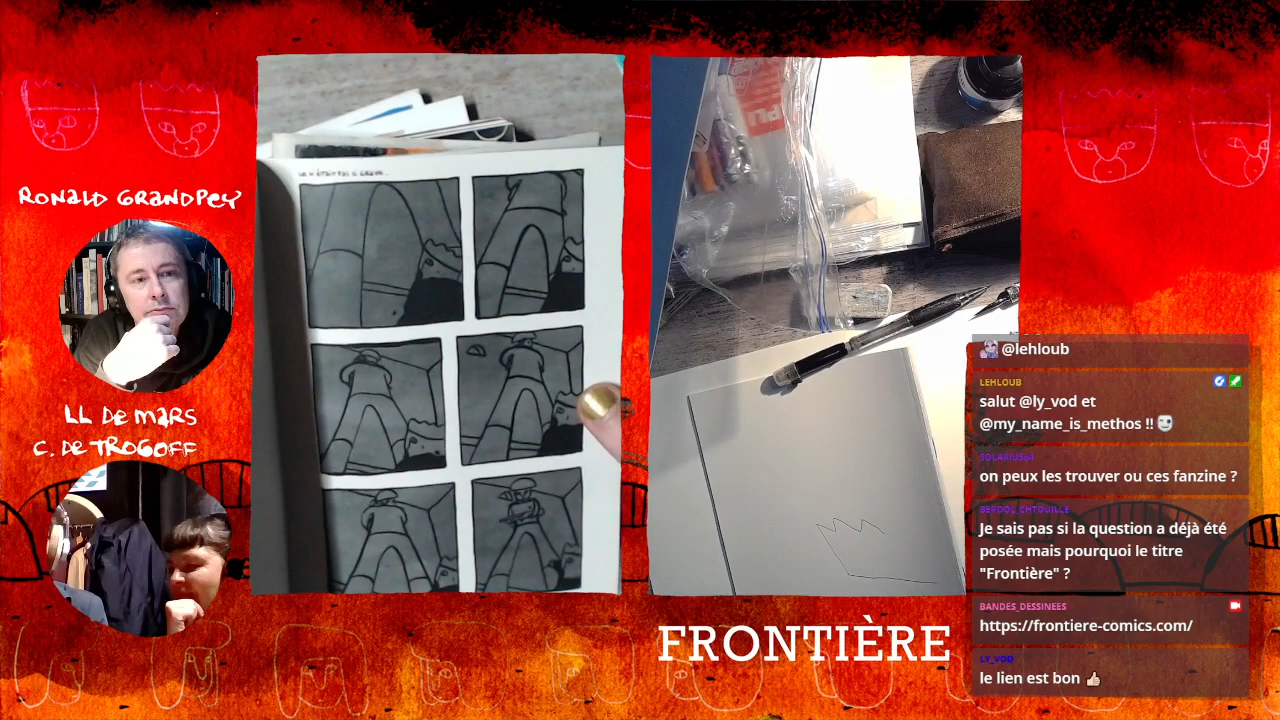 RONALD GRANDPEY
LL DE MARS
C. DE TROGOFF
FRONTIÈRE
@lehloub
LEHLOUB
salut @ly_vod et
@my_name_is_methos !!
SOLARIUS64
on peux les trouver ou ces fanzine ?
BERDOL_CHTOUILLE
Je sais pas si la question a déjà été
posée mais pourquoi le titre
"Frontière" ?
BANDES_DESSINEES
https://frontiere-comics.com/
LY_VOD
le lien est bon